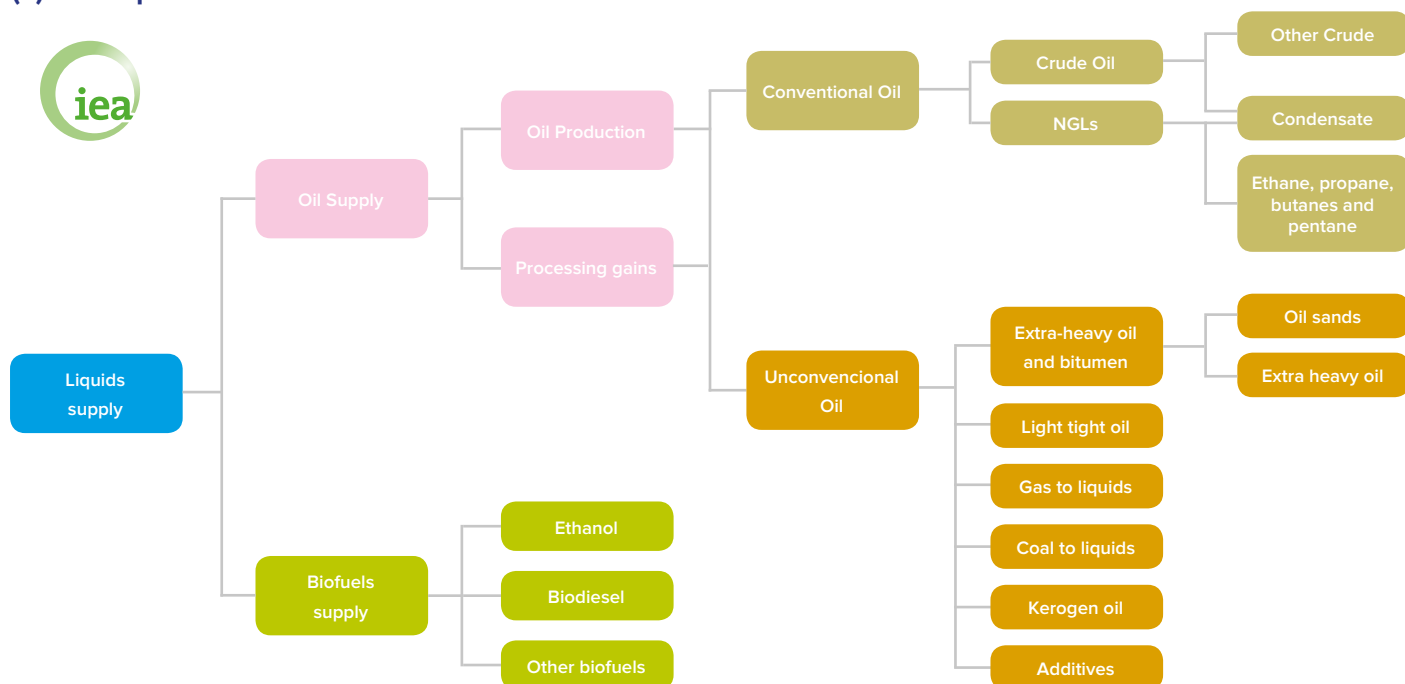 iea
Liquids
supply
Oil Supply
Biofuels
supply
Oil Production
Processing gains
Ethanol
Biodiesel
Other biofuels
Conventional Oil
Unconvencional
Oil
Crude Oil
NGLs
Extra-heavy oil
and bitumen
Light tight oil
Gas to liquids
Coal to liquids
Kerogen oil
Additives
Other Crude
Condensate
Ethane, propane,
butanes and
pentane
Oil sands
Extra heavy oil